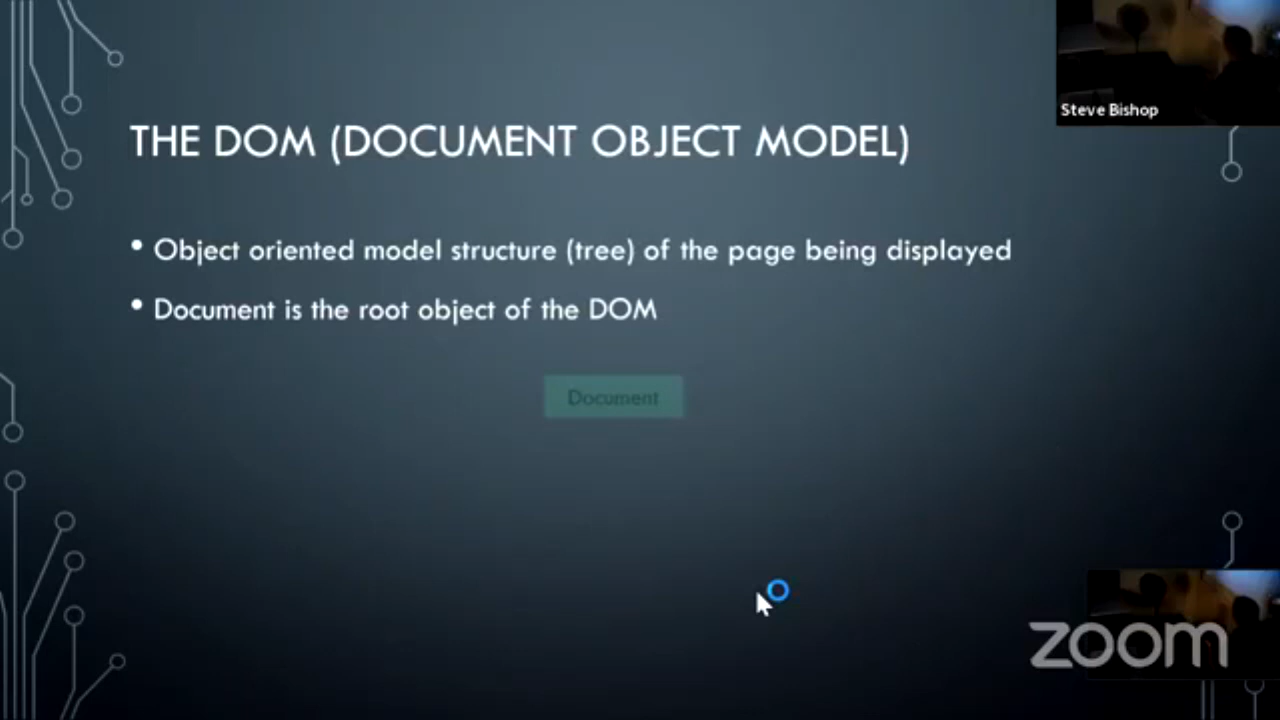 Steve Bishop
THE DOM (DOCUMENT OBJECT MODEL)
• Object oriented model structure (tree) of the page being displayed
• Document is the root object of the DOM
Document
zoom